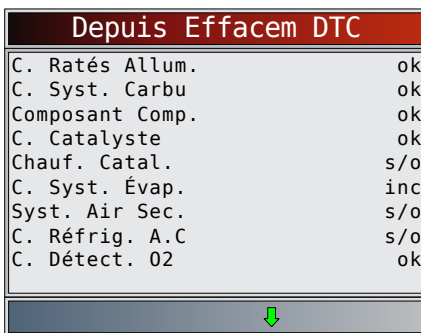 Depuis Effacem DTC
C. Ratés Allum. ok
C. Syst. Carbu ok
Composant Comp. ok
C. Catalyste ok
Chauf. Catal. s/o
C. Syst. Évap. inc
Syst. Air Sec. s/o
C. Réfrig. A.C s/o
C. Détect. O2 ok